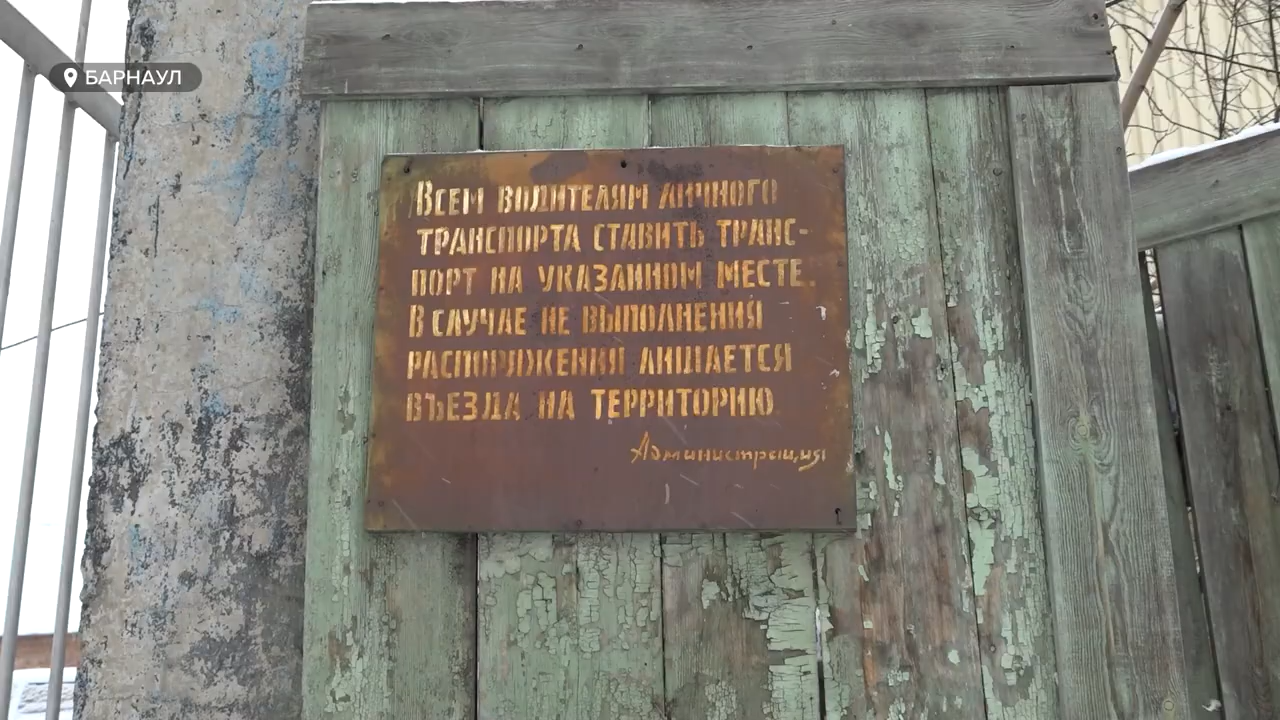 БАРНАУЛ
Всем водителям личного
транспорта ставить транс-
порт на указанном месте.
В случае не выполнения
распоряжения лишается
въезда на территорию
Администрация